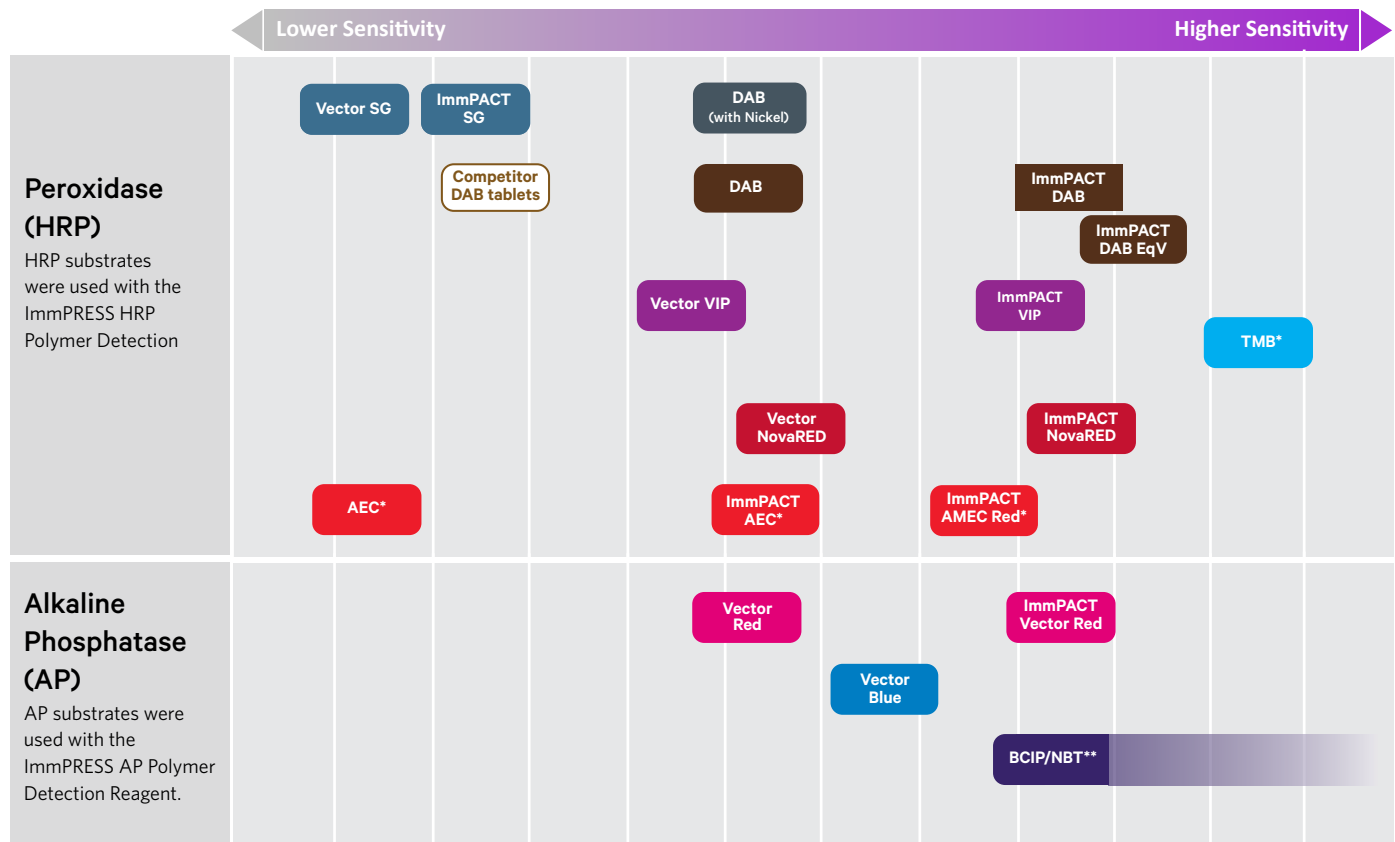 Lower Sensitivity
Higher Sensitivity
Peroxidase
(HRP)
HRP substrates
were used with the
ImmPRESS HRP
Polymer Detection
Vector SG
ImmPACT
SG
DAB
(with Nickel)
Competitor
DAB tablets
DAB
ImmPACT
DAB
ImmPACT
DAB EqV
Vector VIP
ImmPACT
VIP
TMB*
Vector
NovaRED
ImmPACT
NovaRED
AEC*
ImmPACT
AEC*
ImmPACT
AMEC Red*
Alkaline
Phosphatase
(AP)
AP substrates were
used with the
ImmPRESS AP Polymer
Detection Reagent.
Vector
Red
ImmPACT
Vector Red
Vector
Blue
BCIP/NBT**